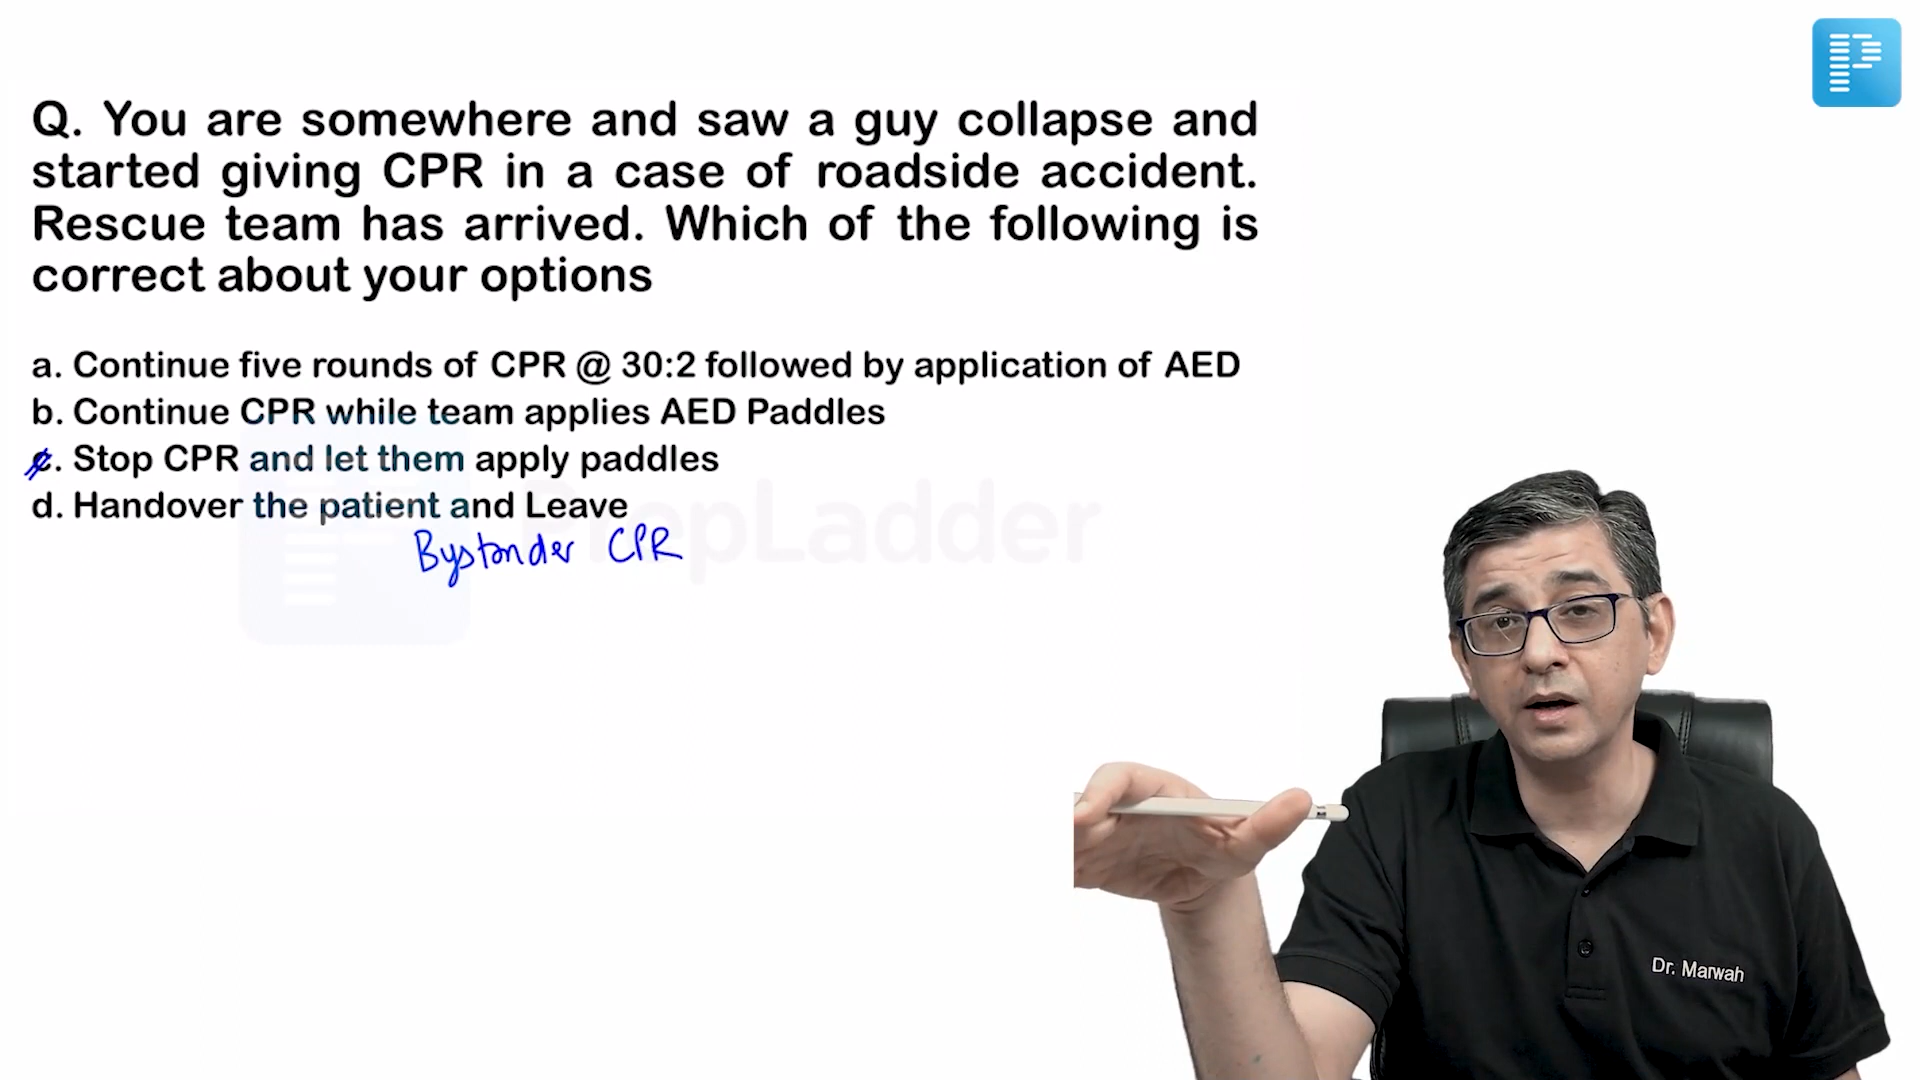 Q. You are somewhere and saw a guy collapse and
started giving CPR in a case of roadside accident.
Rescue team has arrived. Which of the following is
correct about your options
a. Continue five rounds of CPR @ 30:2 followed by application of AED
b. Continue CPR while team applies AED Paddles
c. Stop CPR and let them apply paddles
d. Handover the patient and Leave
Bystander CPR
PrepLadder
Dr. Marwah